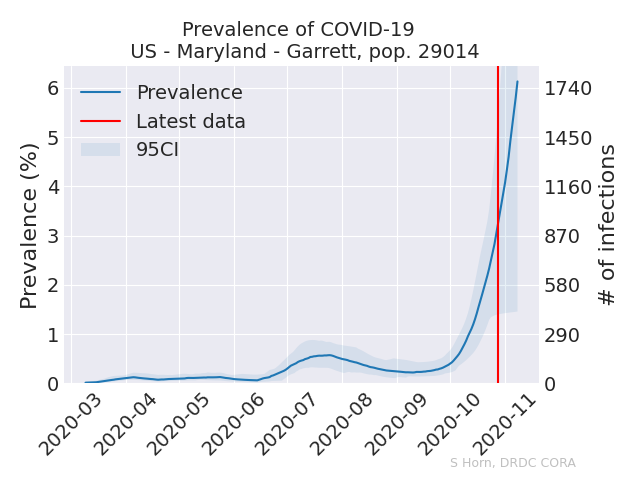 Prevalence of COVID-19
US - Maryland - Garrett, pop. 29014
Prevalence
Latest data
95CI
Prevalence (%)
6
5
4
3
2
1
0
1740
1450
1160
870
580
290
0
# of infections
2020-03
2020-04
2020-05
2020-06
2020-07
2020-08
2020-09
2020-10
2020-11
S Horn, DRDC CORA